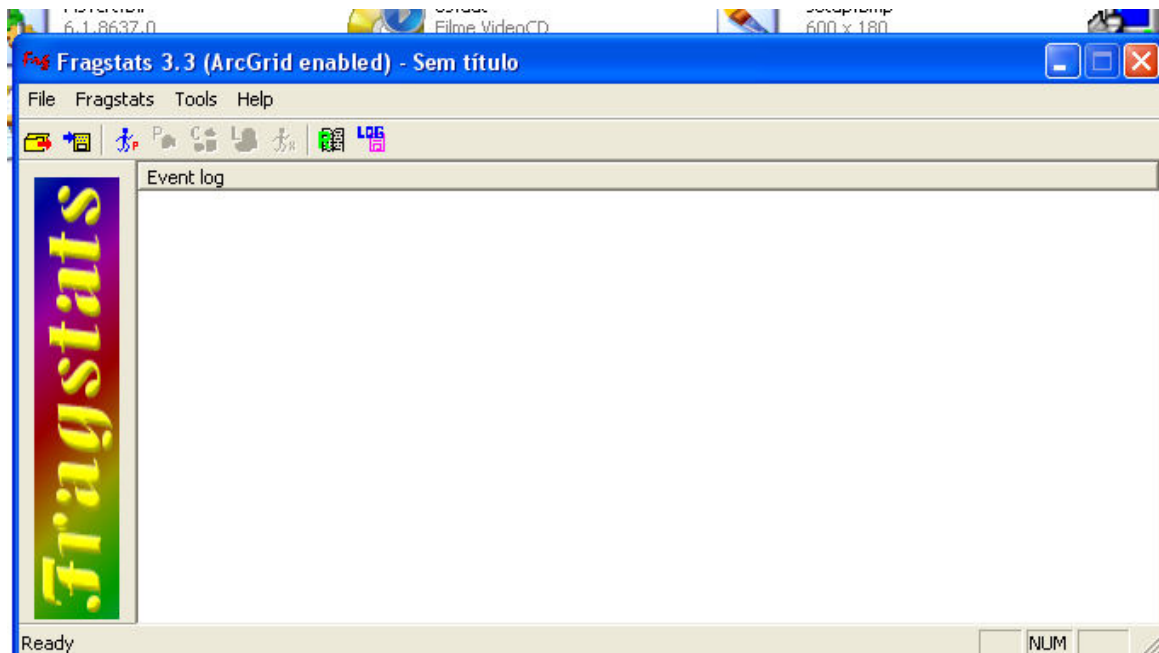 6.1.8637.0
Filme VideoCD
600 x 180
Fragstats 3.3 (ArcGrid enabled) - Sem título
File Fragstats Tools Help
P C L P x LOG
Event log
Fragstats
Ready
NUM